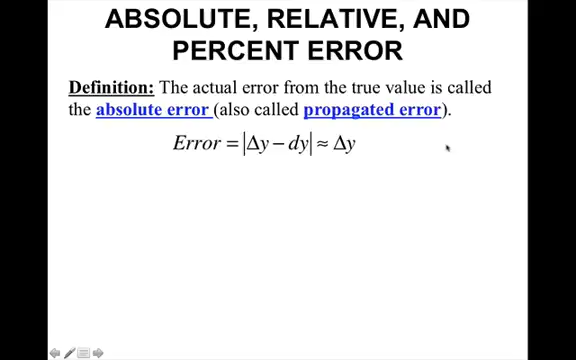 ABSOLUTE, RELATIVE, AND
PERCENT ERROR
Definition: The actual error from the true value is called
the absolute error (also called propagated error).
Error = |Δy − dy| ≈ Δy